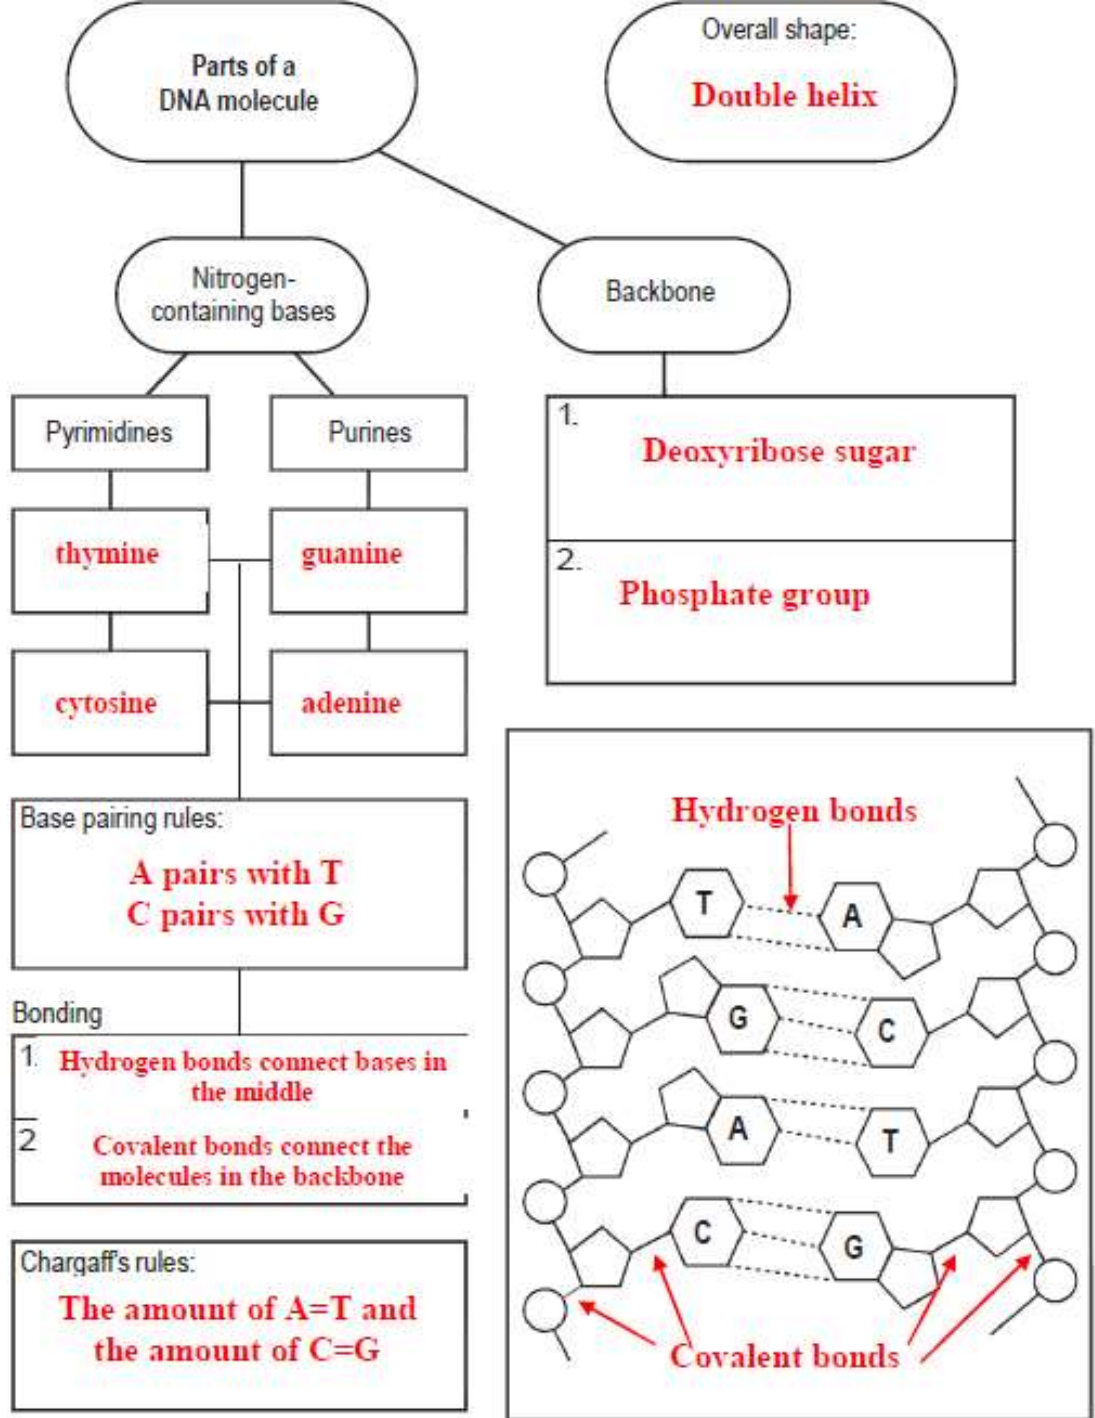 Parts of a
DNA molecule
Overall shape:
Double helix
Nitrogen-
containing bases
Backbone
Pyrimidines
Purines
thymine
guanine
cytosine
adenine
1.
Deoxyribose sugar
2.
Phosphate group
Base pairing rules:
A pairs with T
C pairs with G
Bonding
1.
Hydrogen bonds connect bases in
the middle
2
Covalent bonds connect the
molecules in the backbone
Chargaff's rules:
The amount of A=T and
the amount of C=G
Hydrogen bonds
T A
G C
A T
C G
Covalent bonds